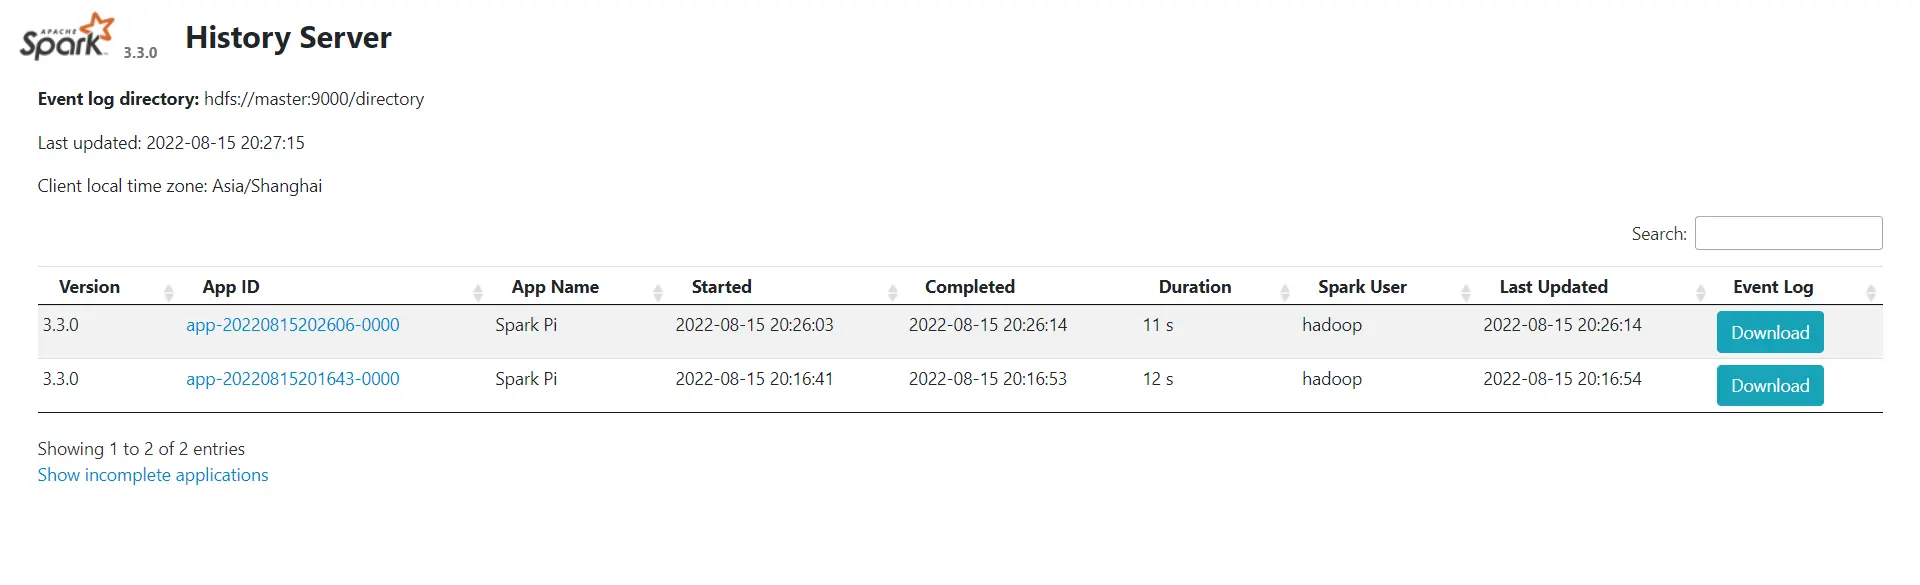 APACHE
Spark 3.3.0 History Server
Event log directory: hdfs://master:9000/directory
Last updated: 2022-08-15 20:27:15
Client local time zone: Asia/Shanghai
Search:
Version App ID App Name Started Completed Duration Spark User Last Updated Event Log
3.3.0 app-20220815202606-0000 Spark Pi 2022-08-15 20:26:03 2022-08-15 20:26:14 11 s hadoop 2022-08-15 20:26:14 Download
3.3.0 app-20220815201643-0000 Spark Pi 2022-08-15 20:16:41 2022-08-15 20:16:53 12 s hadoop 2022-08-15 20:16:54 Download
Showing 1 to 2 of 2 entries
Show incomplete applications